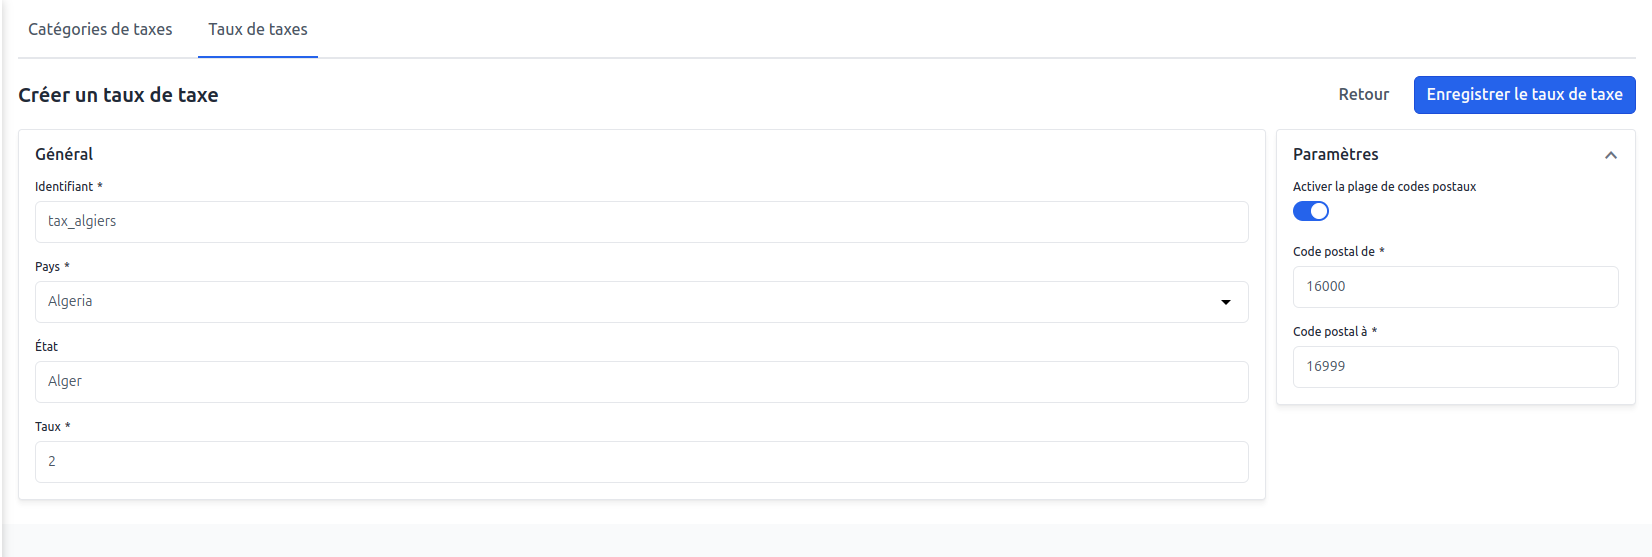 Catégories de taxes
Taux de taxes
Créer un taux de taxe
Retour
Enregistrer le taux de taxe
Général
Identifiant *
tax_algiers
Pays *
Algeria
État
Alger
Taux *
2
Paramètres
Activer la plage de codes postaux
Code postal de *
16000
Code postal à *
16999